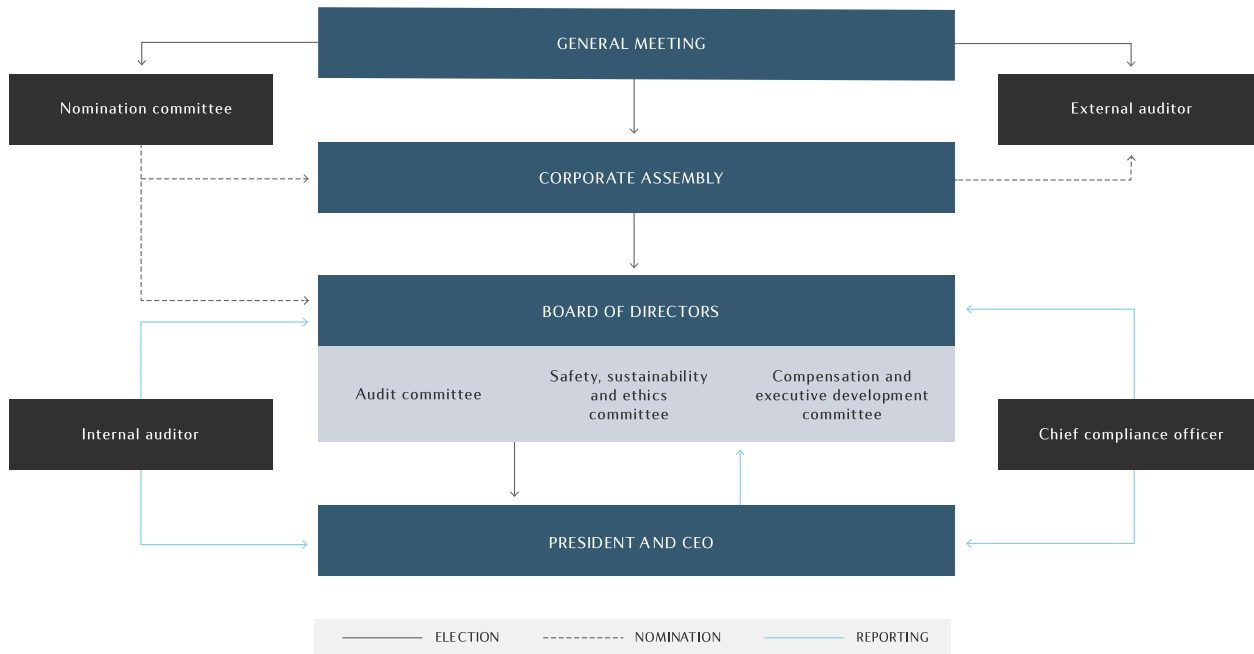 GENERAL MEETING
Nomination committee
External auditor
CORPORATE ASSEMBLY
BOARD OF DIRECTORS
Audit committee
Safety, sustainability
and ethics
committee
Compensation and
executive development
committee
Internal auditor
Chief compliance officer
PRESIDENT AND CEO
ELECTION
NOMINATION
REPORTING